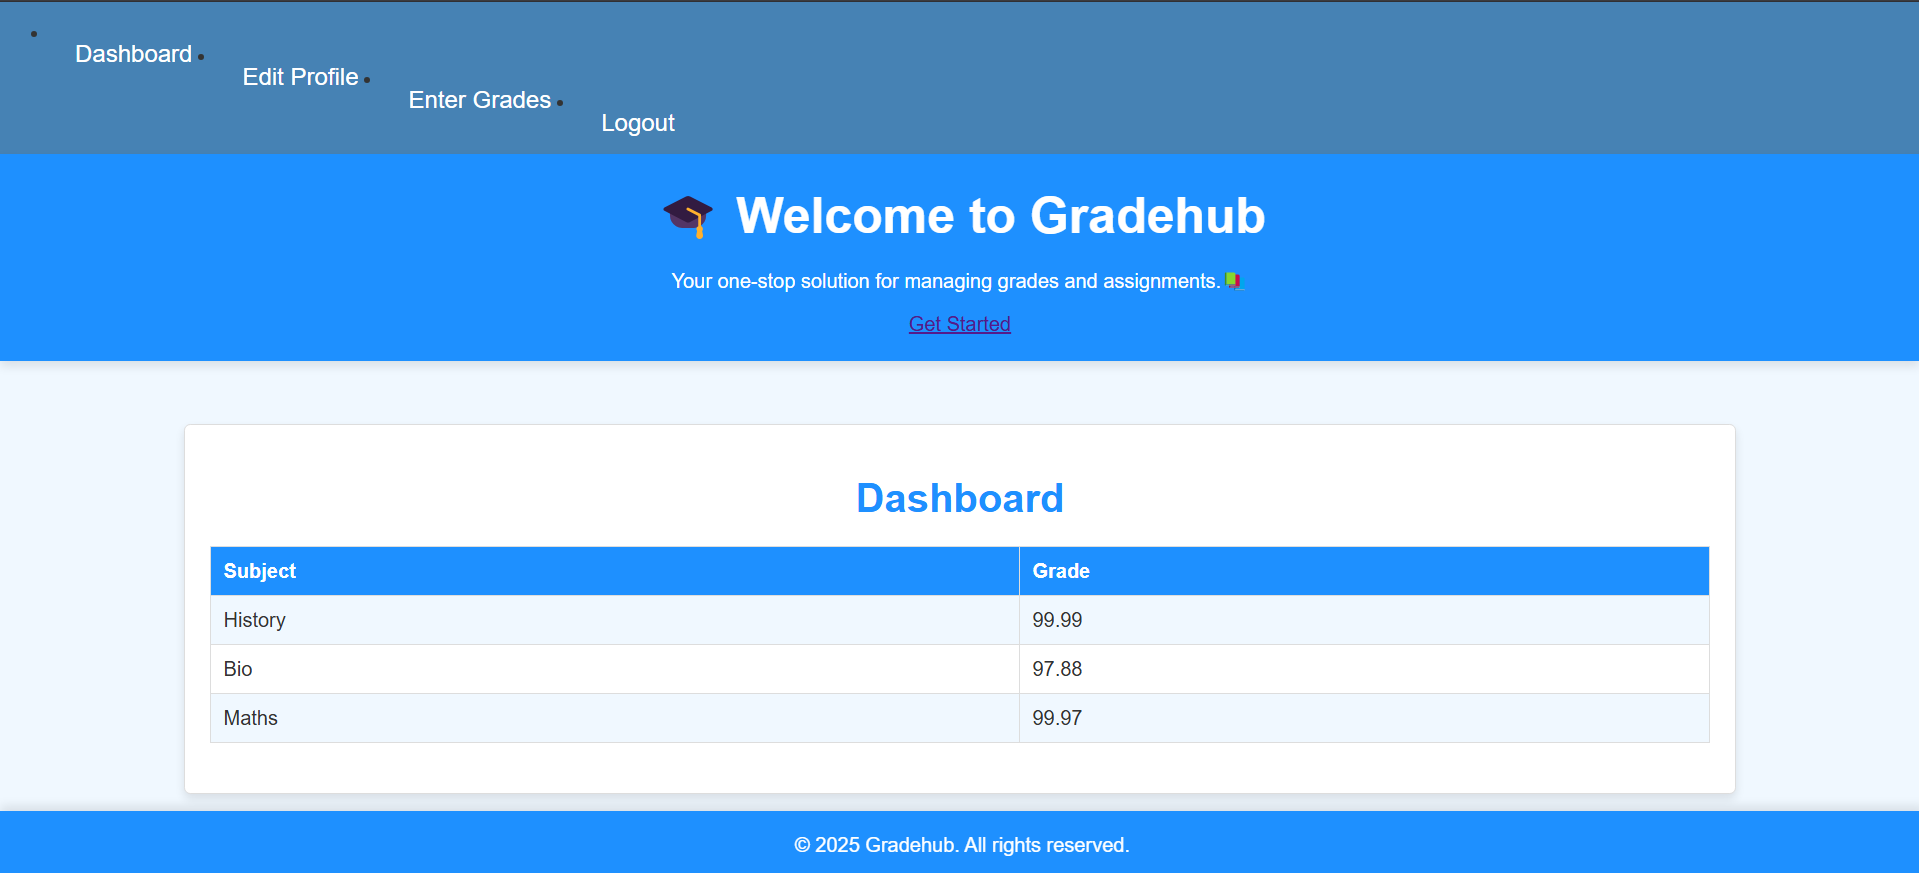 Dashboard
Edit Profile
Enter Grades
Logout
🎓 Welcome to Gradehub
Your one-stop solution for managing grades and assignments. 📚
Get Started
Dashboard
Subject Grade
History 99.99
Bio 97.88
Maths 99.97
© 2025 Gradehub. All rights reserved.